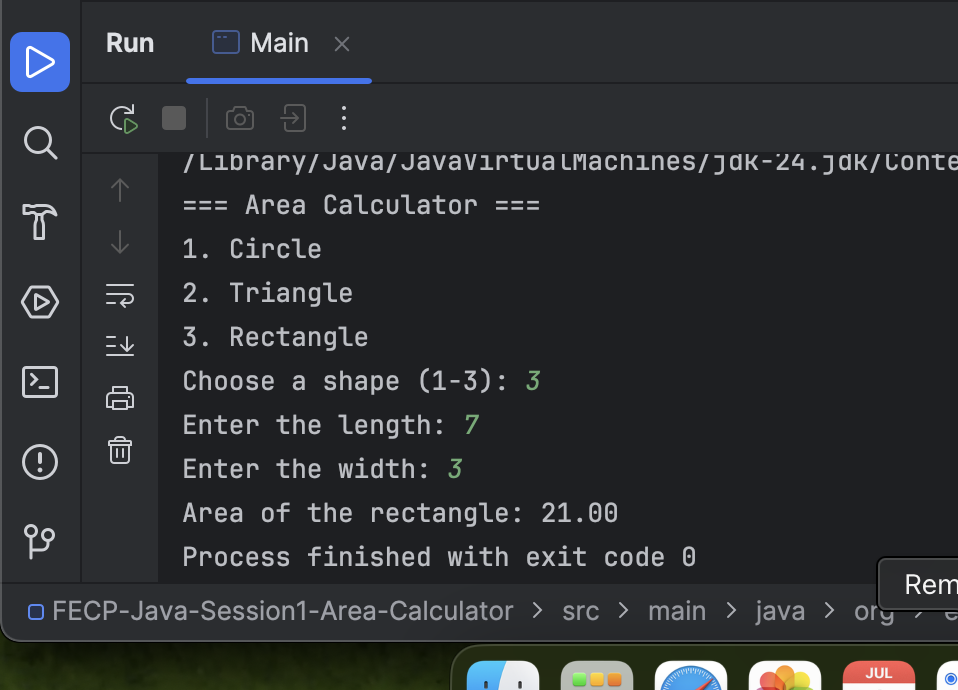 Run
Main
/Library/Java/JavaVirtualMachines/jdk-24.jdk/Conte
=== Area Calculator ===
1. Circle
2. Triangle
3. Rectangle
Choose a shape (1-3): 3
Enter the length: 7
Enter the width: 3
Area of the rectangle: 21.00
Process finished with exit code 0
Rem
FECP-Java-Session1-Area-Calculator > src > main > java > org > e
JUL